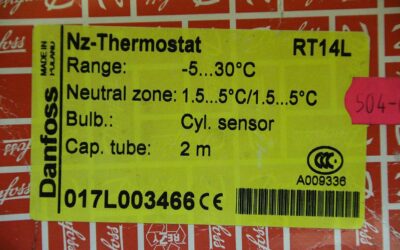 Nz-Thermostat RT14L
Range: -5...30°C
Neutral zone: 1.5...5°C/1.5...5°C
Bulb.: Cyl. sensor
Cap. tube: 2 m
017L003466 CE
CCC
A009336
Danfoss
MADE IN
POLAND
504-